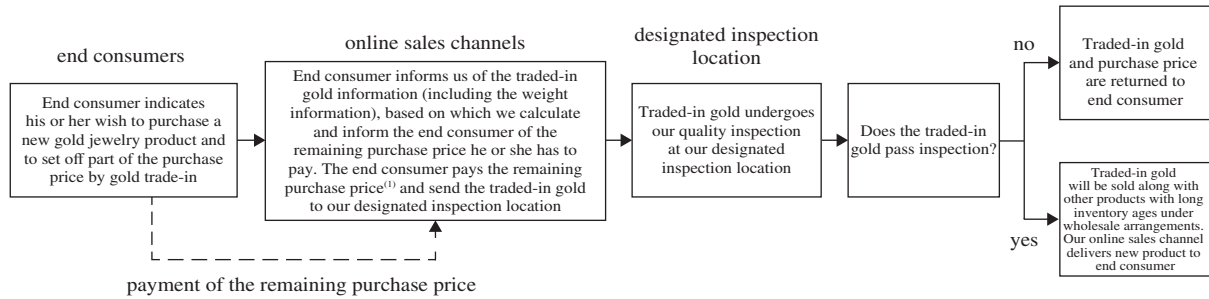 end consumers
End consumer indicates
his or her wish to purchase a
new gold jewelry product and
to set off part of the purchase
price by gold trade-in
online sales channels
End consumer informs us of the traded-in
gold information (including the weight
information), based on which we calculate
and inform the end consumer of the
remaining purchase price he or she has to
pay. The end consumer pays the remaining
purchase price(1) and send the traded-in gold
to our designated inspection location
payment of the remaining purchase price
designated inspection
location
Traded-in gold undergoes
our quality inspection
at our designated
inspection location
Does the traded-in
gold pass inspection?
no
Traded-in gold
and purchase price
are returned to
end consumer
yes
Traded-in gold
will be sold along with
other products with long
inventory ages under
wholesale arrangements.
Our online sales channel
delivers new product to
end consumer